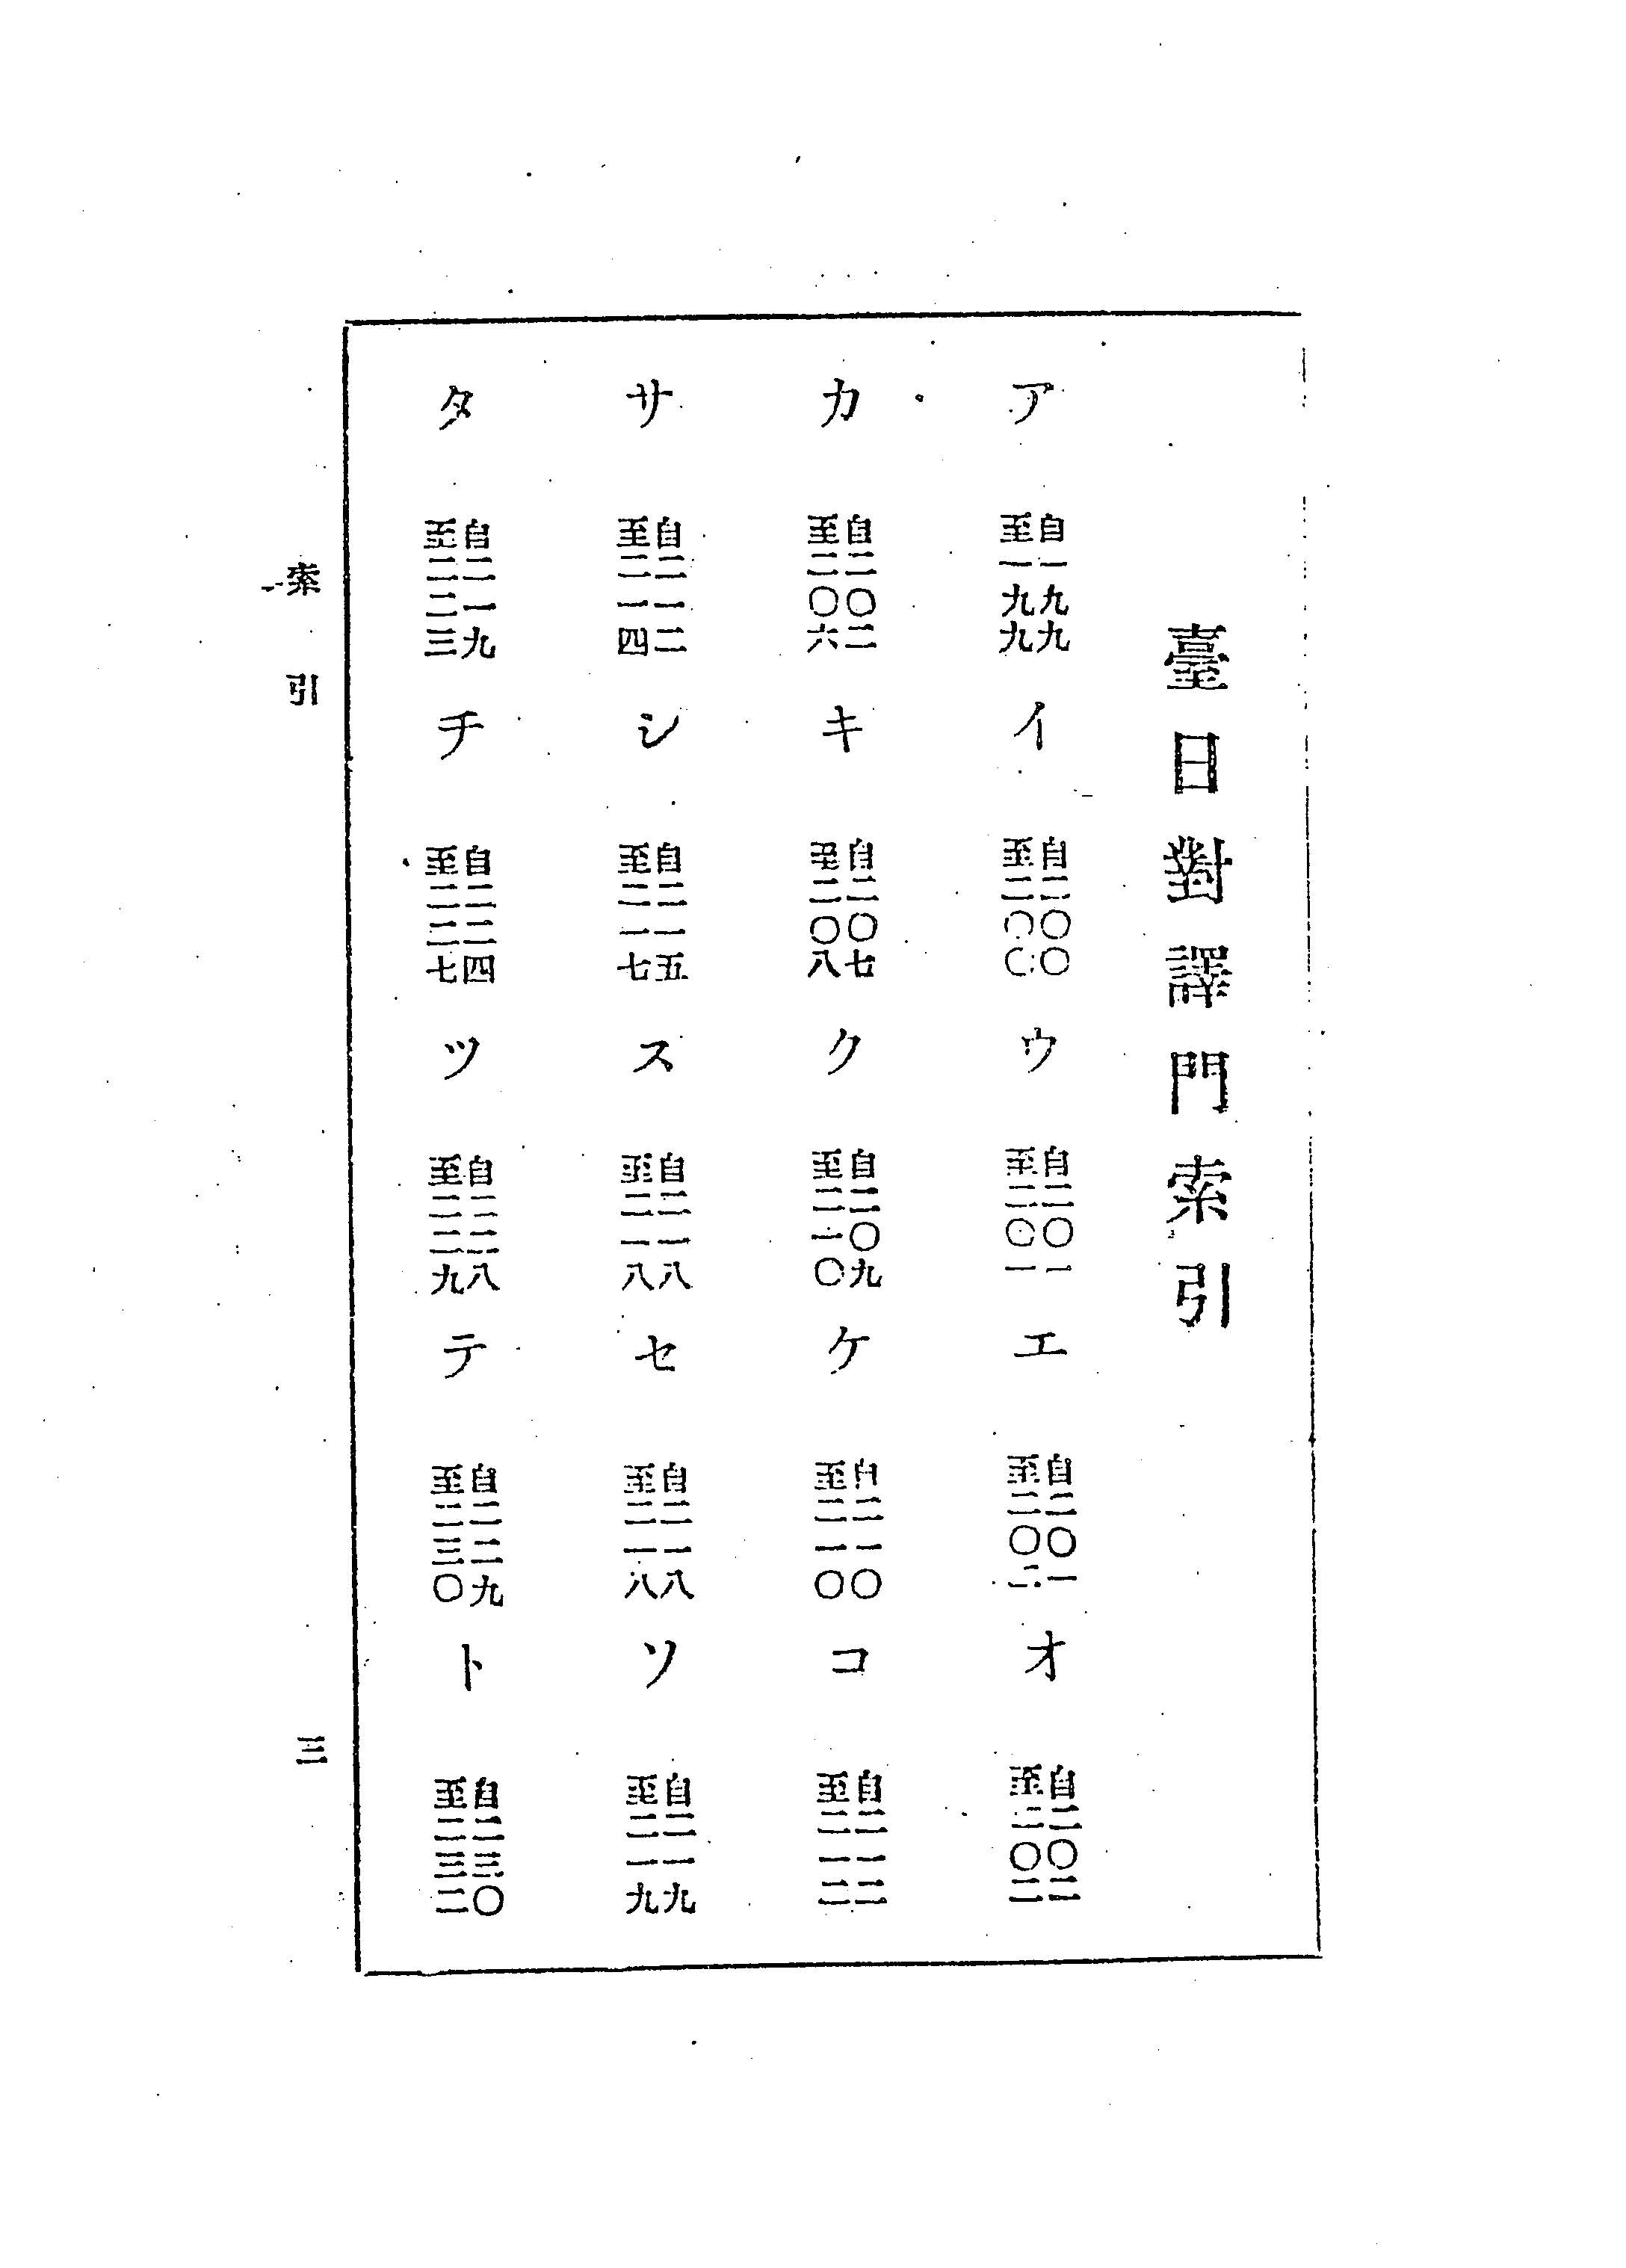 臺日對譯門索引
ア 自一九九 至一九九 イ 自二〇〇 至二〇〇 ウ 自二〇一 至二〇一 エ 自二〇一 至二〇二 オ 自二〇二 至二〇二
カ 自二〇二 至二〇六 キ 自二〇七 至二〇八 ク 自二〇九 至二一〇 ケ 自二一〇 至二一〇 コ 自二一二 至二一二
サ 自二一二 至二一四 シ 自二一五 至二一七 ス 自二一八 至二一八 セ 自二一八 至二一八 ソ 自二一九 至二一九
タ 自二一九 至二二三 チ 自二二四 至二二七 ツ 自二二八 至二二九 テ 自二二九 至二三〇 ト 自二三〇 至二三二
索引 三